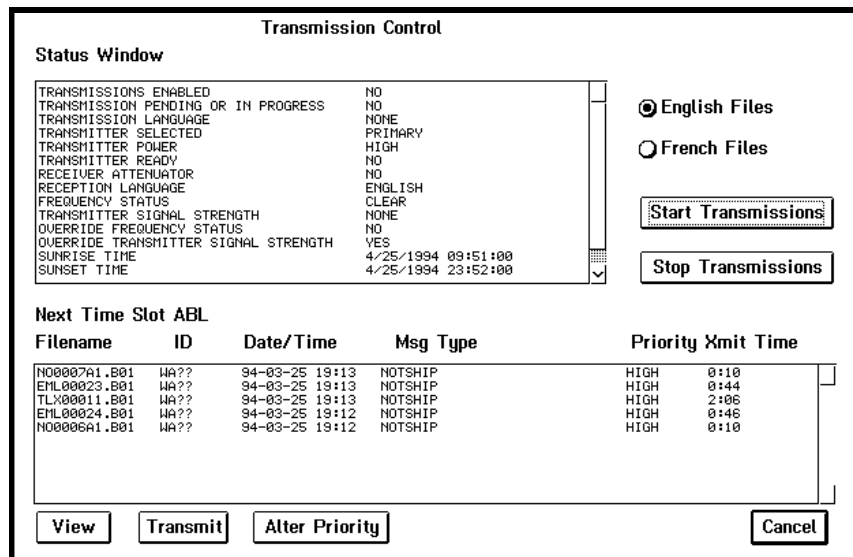 Transmission Control
Status Window
TRANSMISSIONS ENABLED NO
TRANSMISSION PENDING OR IN PROGRESS NO
TRANSMISSION LANGUAGE NONE
TRANSMITTER SELECTED PRIMARY
TRANSMITTER POWER HIGH
TRANSMITTER READY NO
RECEIVER ATTENUATOR NO
RECEPTION LANGUAGE ENGLISH
FREQUENCY STATUS CLEAR
TRANSMITTER SIGNAL STRENGTH NONE
OVERRIDE FREQUENCY STATUS NO
OVERRIDE TRANSMITTER SIGNAL STRENGTH YES
SUNRISE TIME 4/25/1994 09:51:00
SUNSET TIME 4/25/1994 23:52:00
English Files
French Files
Start Transmissions
Stop Transmissions
Next Time Slot ABL
Filename ID Date/Time Msg Type Priority Xmit Time
NO0007A1.B01 WA?? 94-03-25 19:13 NOTSHIP HIGH 0:10
EML00023.B01 WA?? 94-03-25 19:13 NOTSHIP HIGH 0:44
TLX00011.B01 WA?? 94-03-25 19:13 NOTSHIP HIGH 2:06
EML00024.B01 WA?? 94-03-25 19:12 NOTSHIP HIGH 0:46
NO0006A1.B01 WA?? 94-03-25 19:12 NOTSHIP HIGH 0:10
View Transmit Alter Priority Cancel